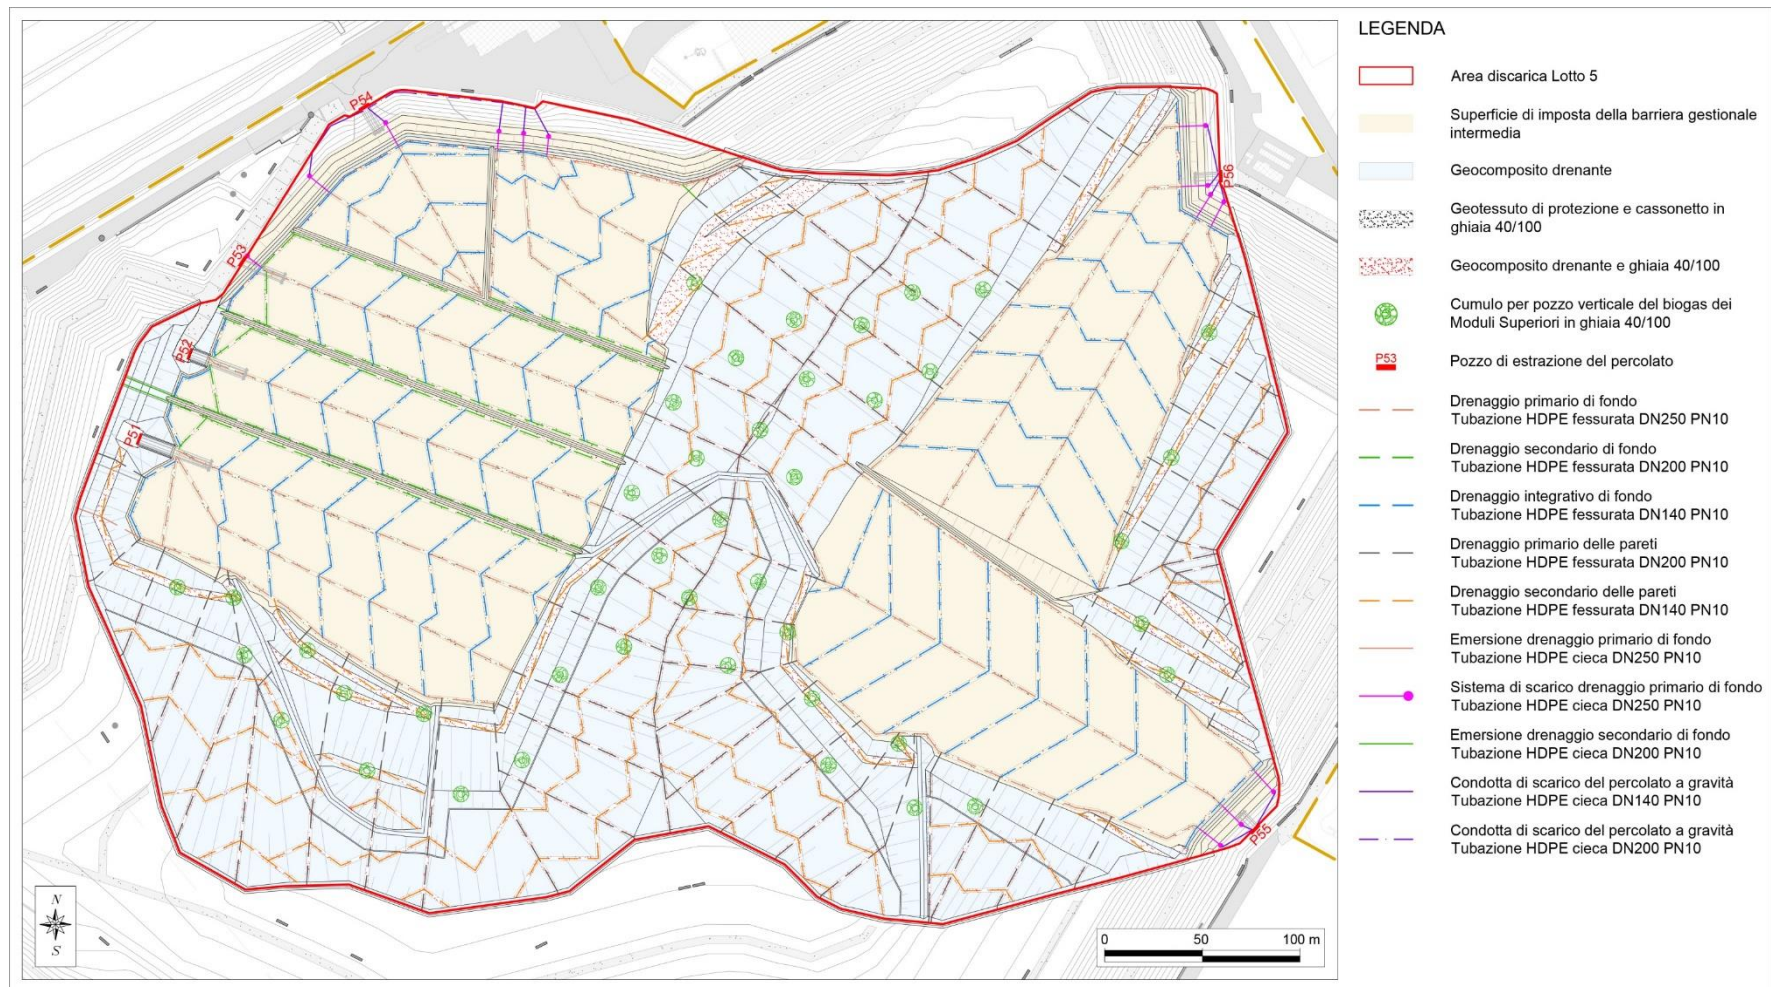 P54
P53
P52
P51
P56
P55
N
S
0 50 100 m
LEGENDA
Area discarica Lotto 5
Superficie di imposta della barriera gestionale
intermedia
Geocomposito drenante
Geotessuto di protezione e cassonetto in
ghiaia 40/100
Geocomposito drenante e ghiaia 40/100
Cumulo per pozzo verticale del biogas dei
Moduli Superiori in ghiaia 40/100
P53
Pozzo di estrazione del percolato
Drenaggio primario di fondo
Tubazione HDPE fessurata DN250 PN10
Drenaggio secondario di fondo
Tubazione HDPE fessurata DN200 PN10
Drenaggio integrativo di fondo
Tubazione HDPE fessurata DN140 PN10
Drenaggio primario delle pareti
Tubazione HDPE fessurata DN200 PN10
Drenaggio secondario delle pareti
Tubazione HDPE fessurata DN140 PN10
Emersione drenaggio primario di fondo
Tubazione HDPE cieca DN250 PN10
Sistema di scarico drenaggio primario di fondo
Tubazione HDPE cieca DN250 PN10
Emersione drenaggio secondario di fondo
Tubazione HDPE cieca DN200 PN10
Condotta di scarico del percolato a gravità
Tubazione HDPE cieca DN140 PN10
Condotta di scarico del percolato a gravità
Tubazione HDPE cieca DN200 PN10